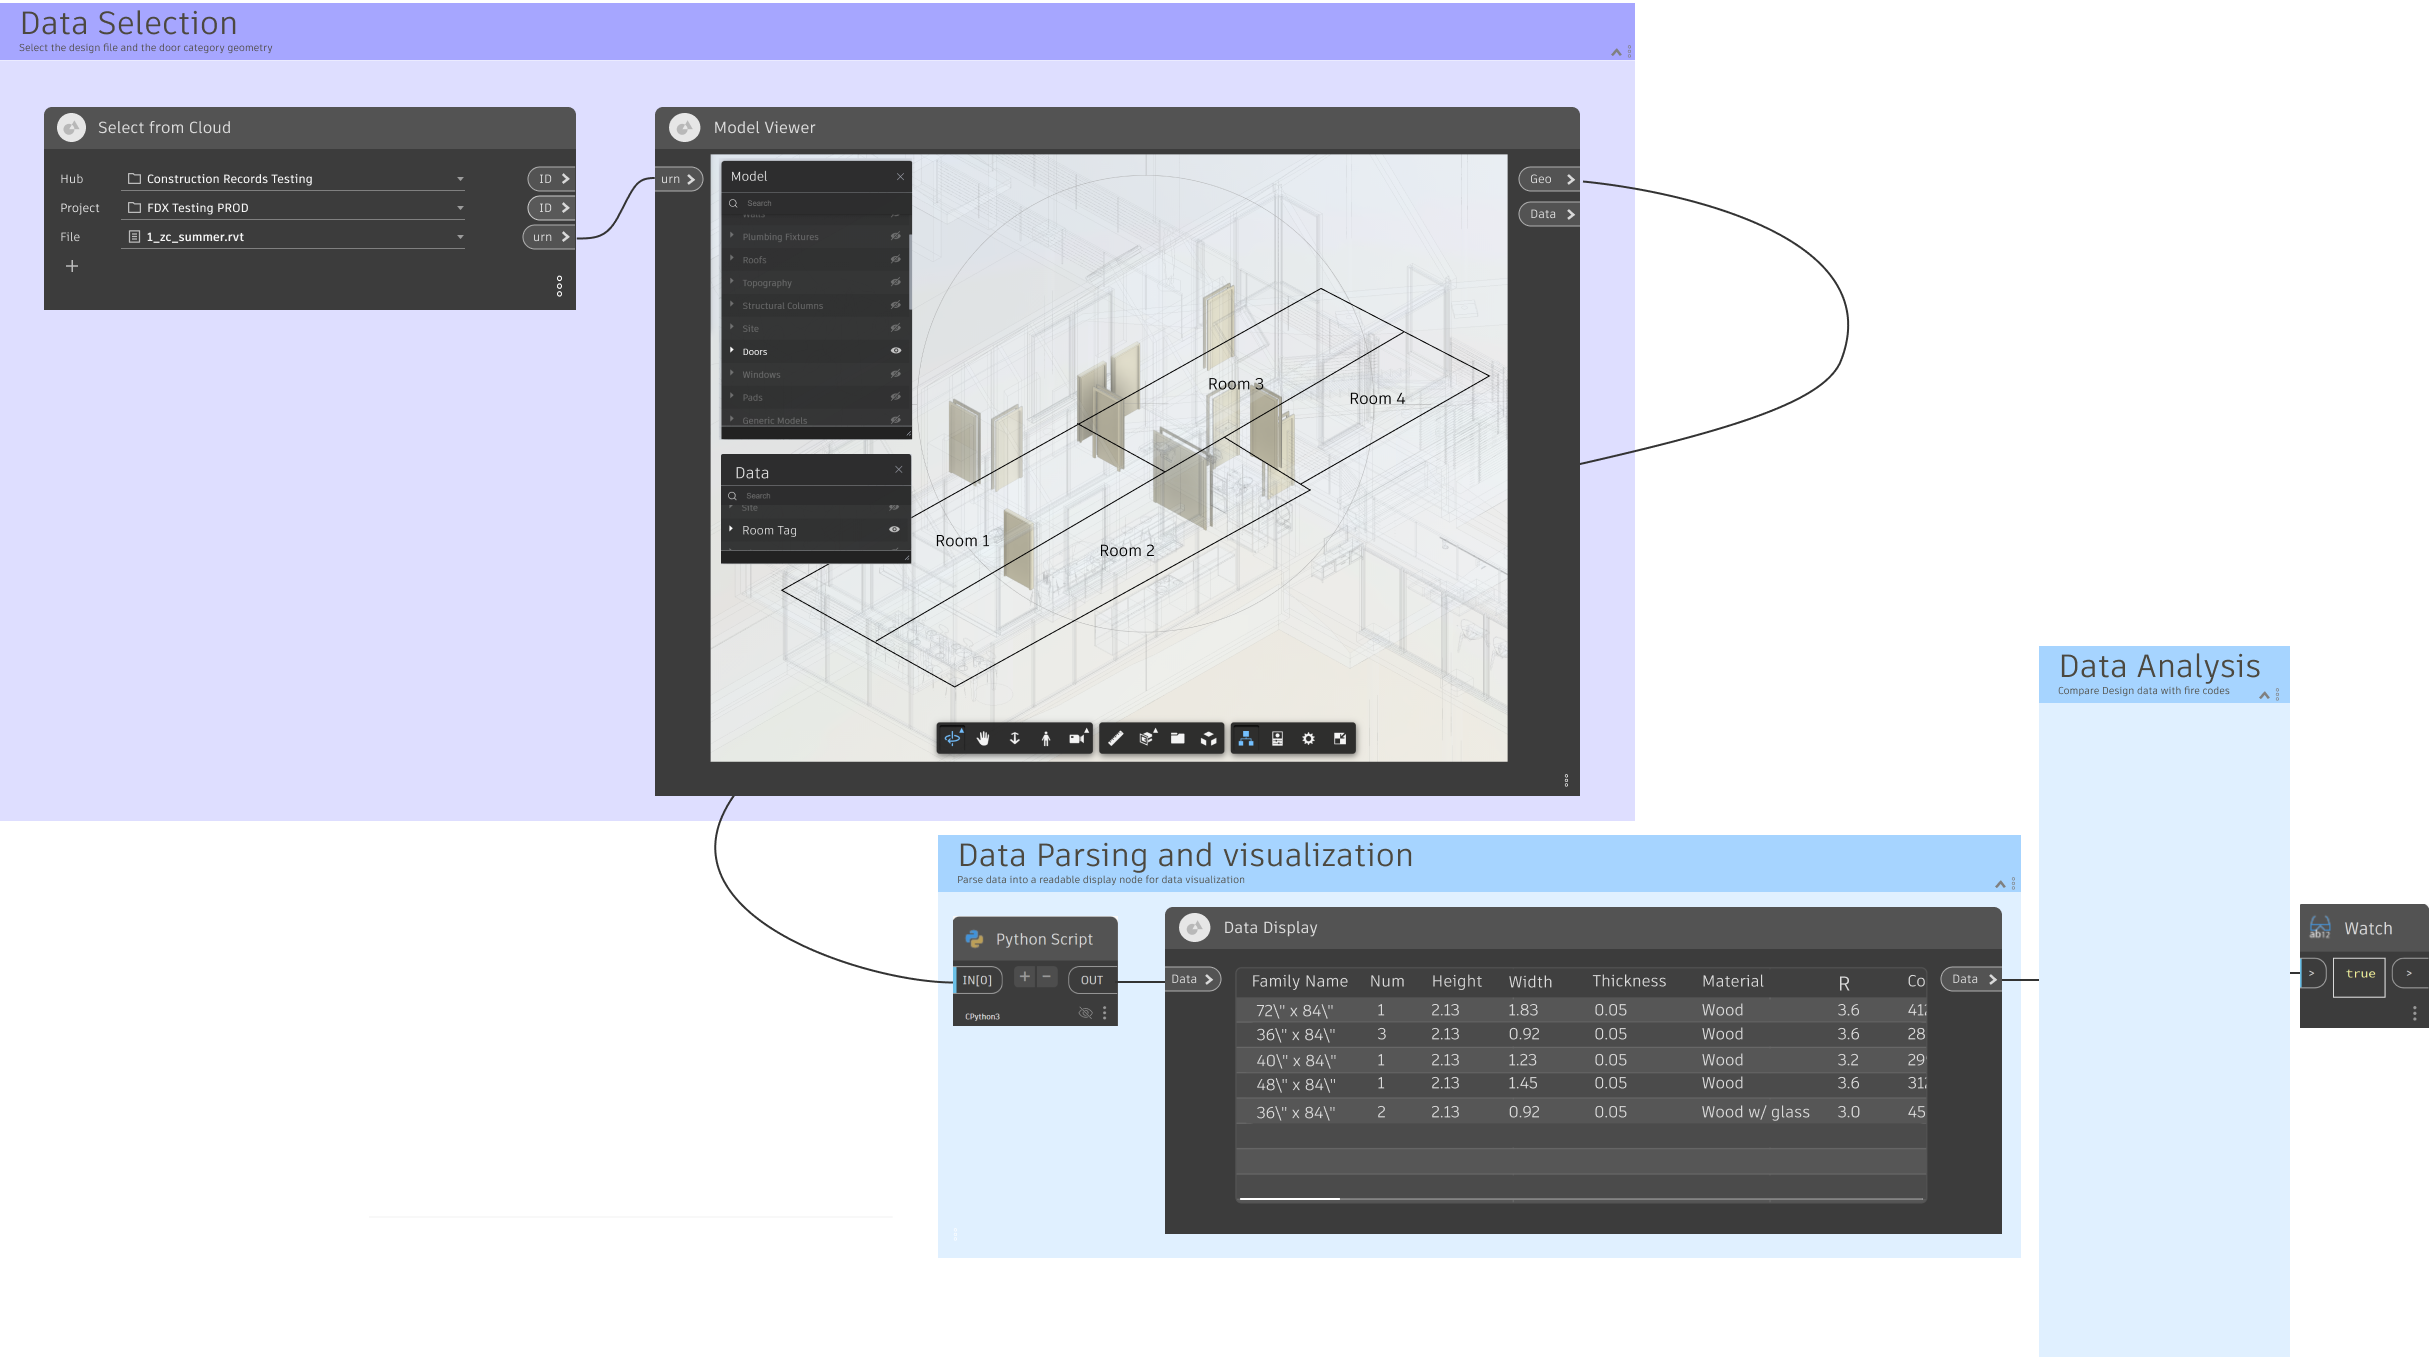 Data Selection
Select the design file and the door category geometry
Select from Cloud
Hub
Construction Records Testing
ID
Project
FDX Testing PROD
ID
File
1_zc_summer.rvt
urn
Model Viewer
urn
Geo
Data
Model
Search
Walls
Plumbing Fixtures
Roofs
Topography
Structural Columns
Site
Doors
Windows
Pads
Generic Models
Data
Search
Site
Room Tag
Room 3
Room 4
Room 1
Room 2
Data Parsing and visualization
Parse data into a readable display node for data visualization
Python Script
IN[0] + − OUT
CPython3
Data Display
Data
Data
Family Name Num Height Width Thickness Material R Co
72\" x 84\" 1 2.13 1.83 0.05 Wood 3.6 41
36\" x 84\" 3 2.13 0.92 0.05 Wood 3.6 28
40\" x 84\" 1 2.13 1.23 0.05 Wood 3.2 29
48\" x 84\" 1 2.13 1.45 0.05 Wood 3.6 31
36\" x 84\" 2 2.13 0.92 0.05 Wood w/ glass 3.0 45
Data Analysis
Compare Design data with fire codes
ab12
Watch
> true >